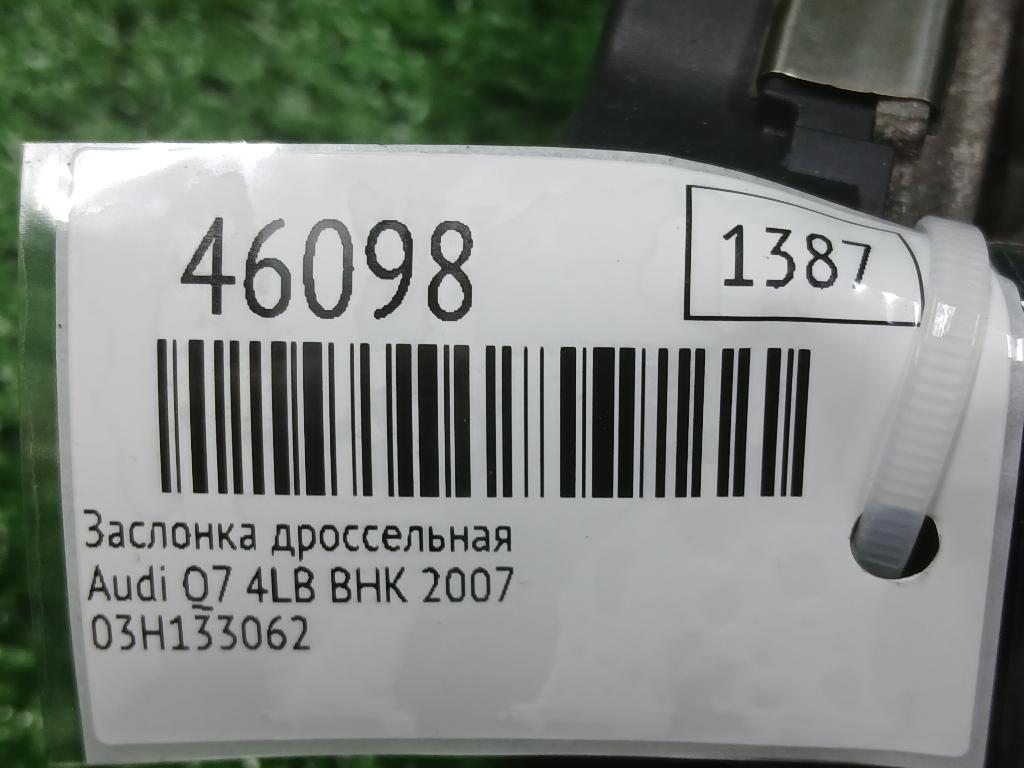 46098
1387
Заслонка дроссельная
Audi Q7 4LB BHK 2007
03H133062